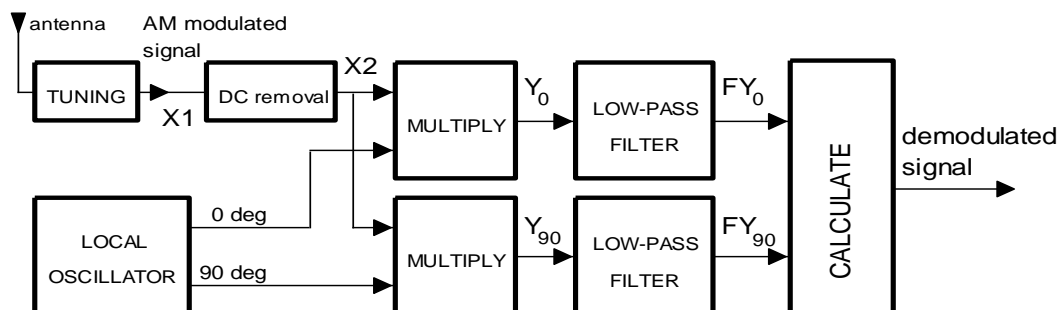 antenna
AM modulated
signal
TUNING
X1
DC removal
X2
MULTIPLY
Y0
LOW-PASS
FILTER
FY0
CALCULATE
demodulated
signal
LOCAL
OSCILLATOR
0 deg
90 deg
MULTIPLY
Y90
LOW-PASS
FILTER
FY90